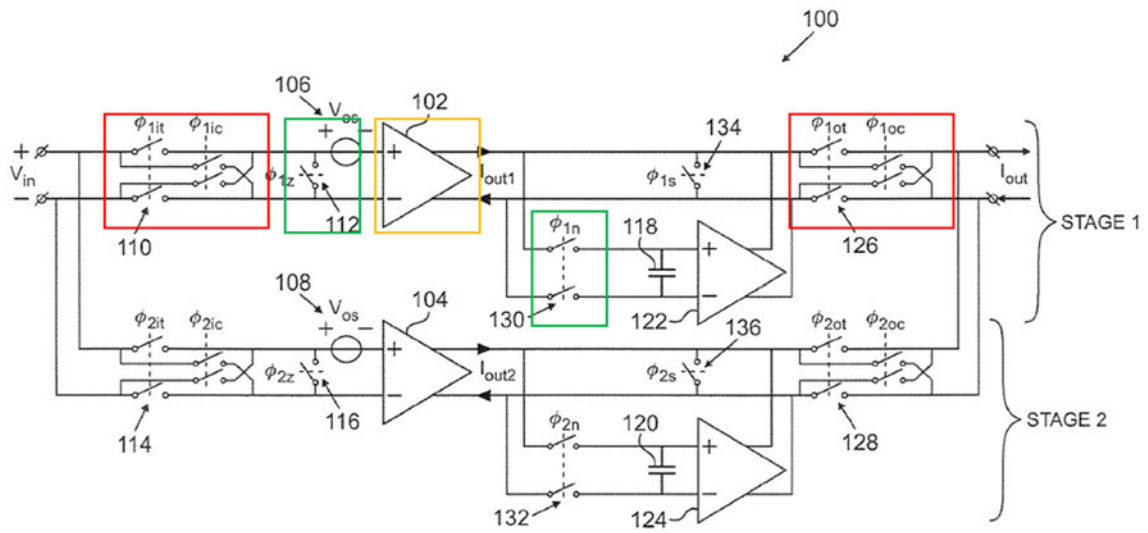 100
106
102
134
ϕ1it ϕ1ic
Vos
+ −
ϕ1ot ϕ1oc
+
Vin
−
ϕ1z
+
−
Iout1
ϕ1s
Iout
110
112
ϕ1n
118
126
STAGE 1
+
−
130
122
108
Vos
+ −
104
136
ϕ2it ϕ2ic
ϕ2ot ϕ2oc
ϕ2z
+
−
Iout2
ϕ2s
114
116
ϕ2n
120
128
STAGE 2
+
−
132
124